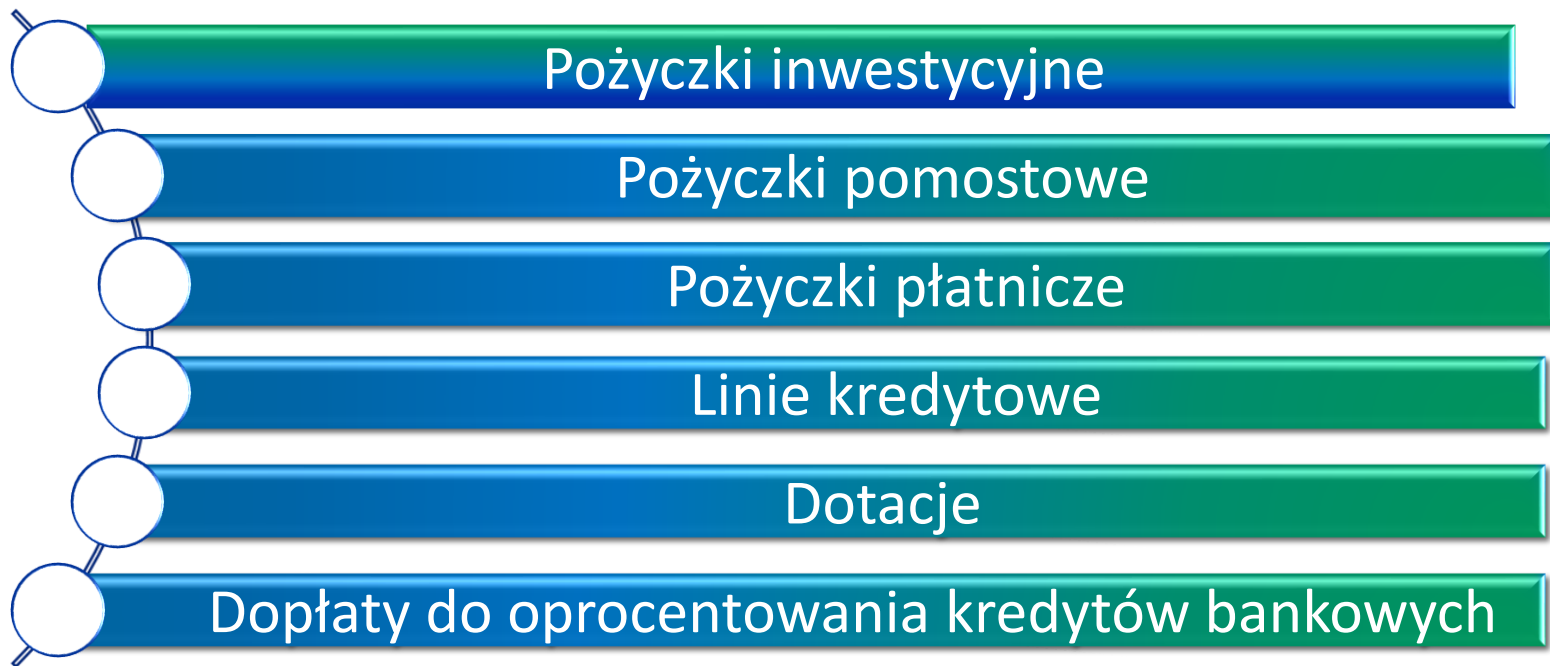 Pożyczki inwestycyjne
Pożyczki pomostowe
Pożyczki płatnicze
Linie kredytowe
Dotacje
Dopłaty do oprocentowania kredytów bankowych